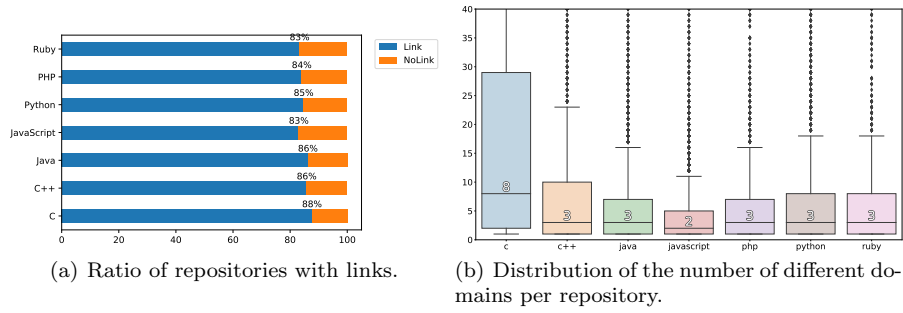 83%
Ruby
84%
PHP
85%
Python
83%
JavaScript
86%
Java
86%
C++
88%
C
0 20 40 60 80 100
Link
NoLink
(a) Ratio of repositories with links.
40
35
30
25
20
15
10
5
0
8 3 3 2 3 3 3
c c++ java javascript php python ruby
(b) Distribution of the number of different do-
mains per repository.